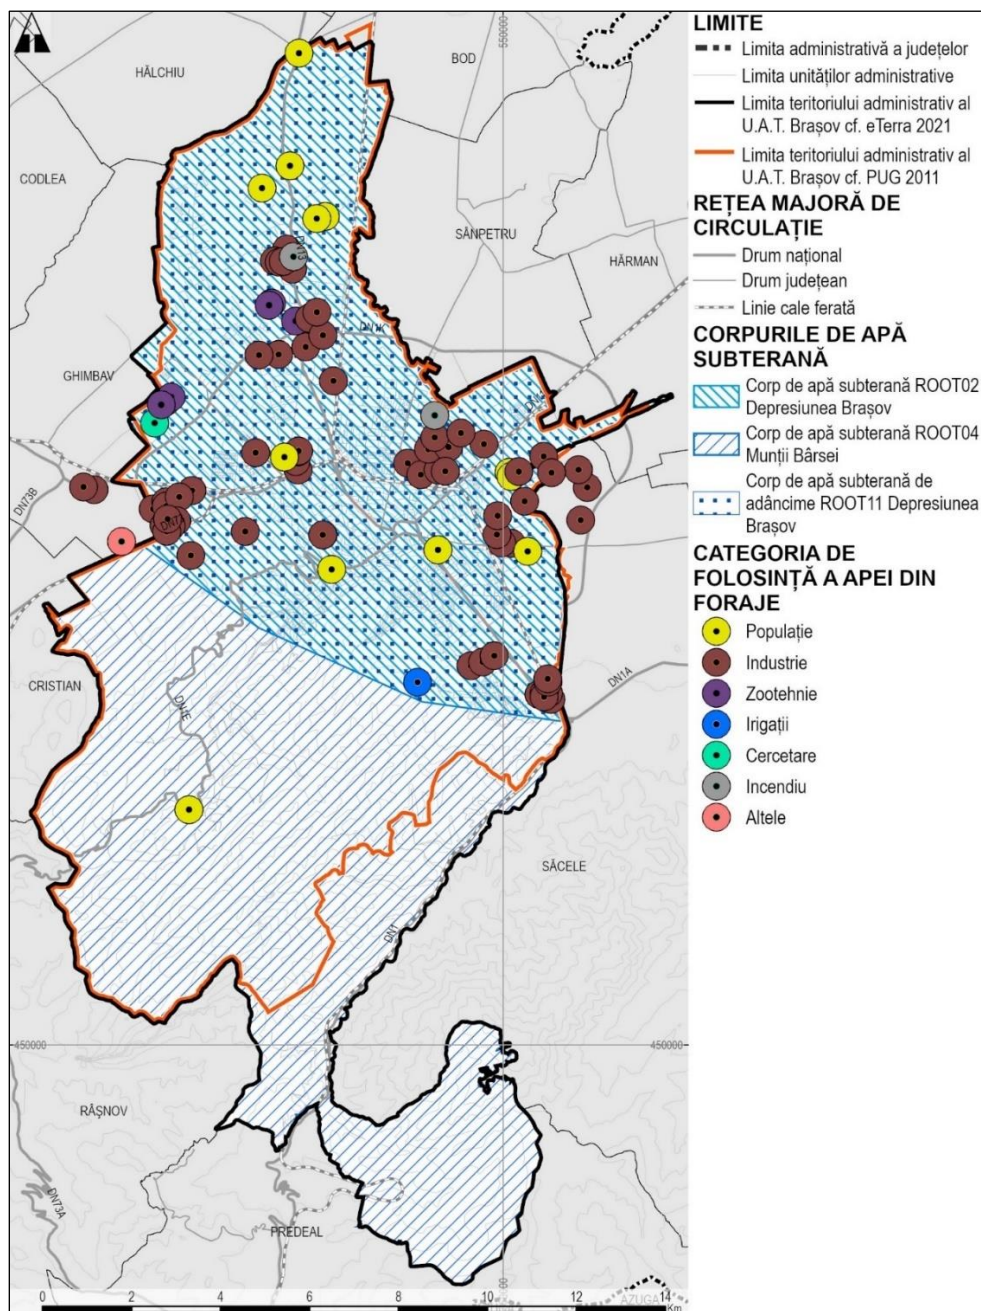 LIMITE
Limita administrativă a județelor
Limita unităților administrative
Limita teritoriului administrativ al
U.A.T. Brașov cf. eTerra 2021
Limita teritoriului administrativ al
U.A.T. Brașov cf. PUG 2011
REȚEA MAJORĂ DE
CIRCULAȚIE
Drum național
Drum județean
Linie cale ferată
CORPURILE DE APĂ
SUBTERANĂ
Corp de apă subterană ROOT02
Depresiunea Brașov
Corp de apă subterană ROOT04
Munții Bârsei
Corp de apă subterană de
adâncime ROOT11 Depresiunea
Brașov
CATEGORIA DE
FOLOSINȚĂ A APEI DIN
FORAJE
Populație
Industrie
Zootehnie
Irigații
Cercetare
Incendiu
Altele
550000
HĂLCHIU
BOD
CODLEA
SÂNPETRU
HĂRMAN
DN13
DN1K
GHIMBAV
DN73B
CRISTIAN
DN1E
DN1A
SĂCELE
DN1
450000
450000
RÂȘNOV
DN73A
PREDEAL
AZUGA
0 2 4 6 8 10 12 14
Km